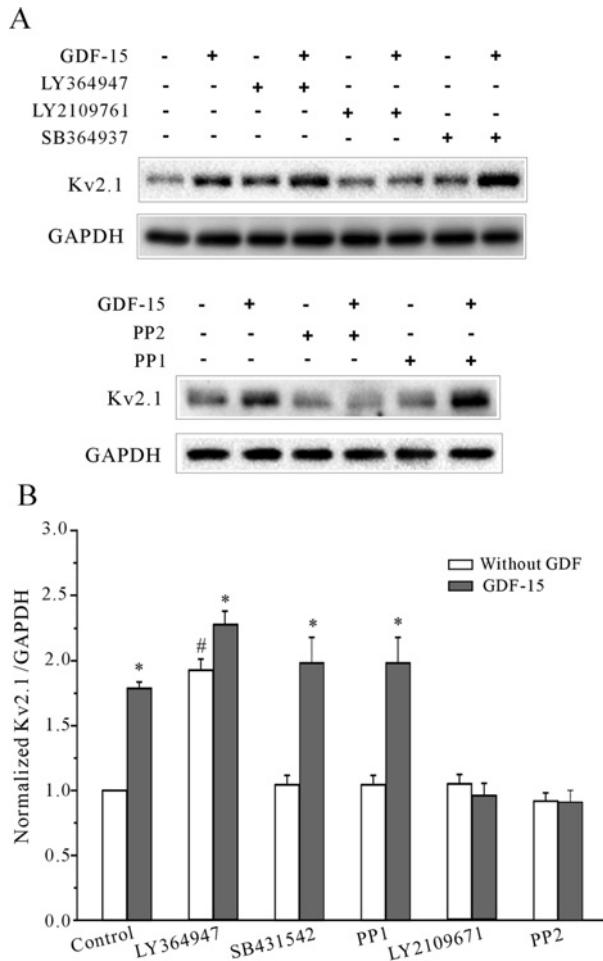 A
GDF-15 - + - + - + - +
LY364947 - - + + - - - -
LY2109761 - - - - + + - -
SB364937 - - - - - - + +
Kv2.1
GAPDH
GDF-15 - + - + - +
PP2 - - + + - -
PP1 - - - - + +
Kv2.1
GAPDH
B
Normalized Kv2.1 /GAPDH
3.0
2.5
2.0
1.5
1.0
0.5
0.0
Without GDF
GDF-15
*
#
*
*
*
Control LY364947 SB431542 PP1 LY2109671 PP2